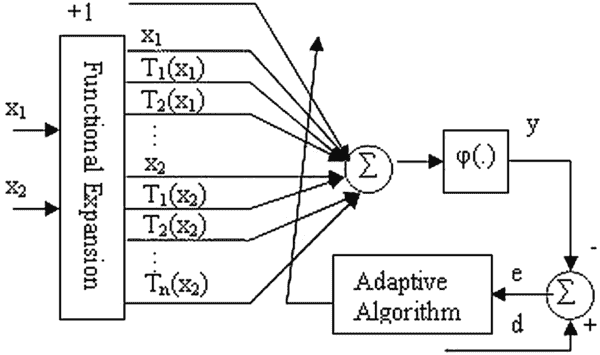 +1
x₁
x₂
Functional Expansion
x₁
T₁(x₁)
T₂(x₁)
⋮
x₂
T₁(x₂)
T₂(x₂)
⋮
Tₙ(x₂)
Σ
φ(.)
y
-
Σ
+
e
d
Adaptive
Algorithm